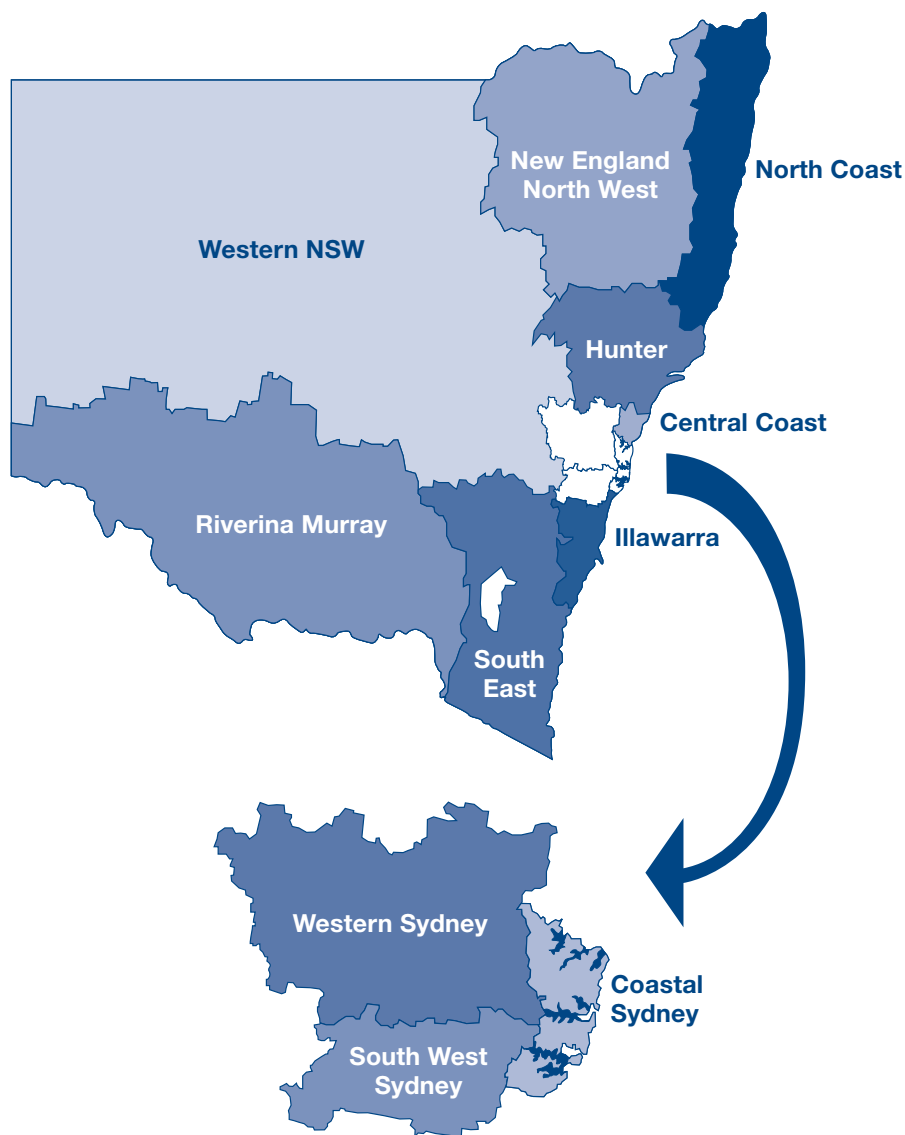 New England
North West
North Coast
Western NSW
Hunter
Central Coast
Riverina Murray
Illawarra
South
East
Western Sydney
Coastal
Sydney
South West
Sydney